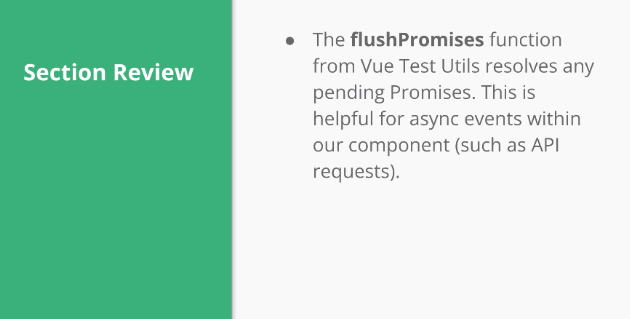 Section Review
● The flushPromises function
from Vue Test Utils resolves any
pending Promises. This is
helpful for async events within
our component (such as API
requests).